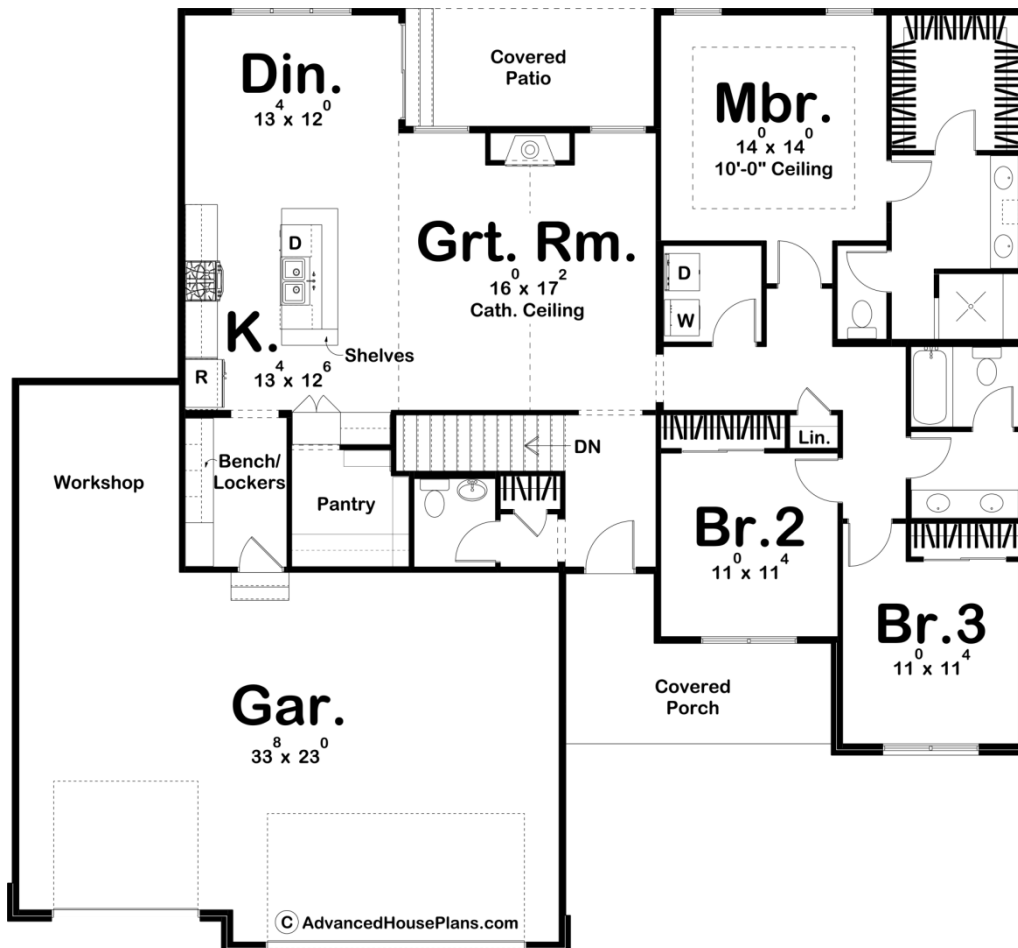 Din.
13⁴ x 12⁰
Covered
Patio
Mbr.
14⁰ x 14⁰
10'-0" Ceiling
Grt. Rm.
16⁰ x 17²
Cath. Ceiling
D
K.
13⁴ x 12⁶
Shelves
R
D
W
Workshop
Bench/
Lockers
Pantry
DN
Lin.
Br.2
11⁰ x 11⁴
Br.3
11⁰ x 11⁴
Covered
Porch
Gar.
33⁸ x 23⁰
© AdvancedHousePlans.com